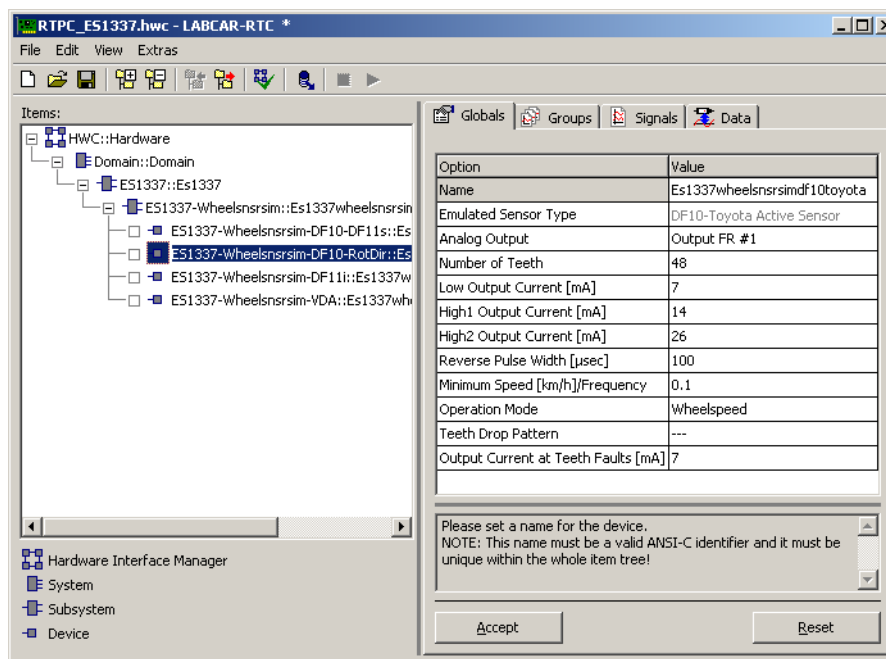 RTPC_ES1337.hwc - LABCAR-RTC *
File Edit View Extras
Items:
HWC::Hardware
Domain::Domain
ES1337::Es1337
ES1337-Wheelsnsrsim::Es1337wheelsnsrsin
ES1337-Wheelsnsrsim-DF10-DF11s::Es
ES1337-Wheelsnsrsim-DF10-RotDir::Es
ES1337-Wheelsnsrsim-DF11i::Es1337w
ES1337-Wheelsnsrsim-VDA::Es1337wh
Hardware Interface Manager
System
Subsystem
Device
Globals Groups Signals Data
Option Value
Name Es1337wheelsnsrsimdf10toyota
Emulated Sensor Type DF10-Toyota Active Sensor
Analog Output Output FR #1
Number of Teeth 48
Low Output Current [mA] 7
High1 Output Current [mA] 14
High2 Output Current [mA] 26
Reverse Pulse Width [µsec] 100
Minimum Speed [km/h]/Frequency 0.1
Operation Mode Wheelspeed
Teeth Drop Pattern ---
Output Current at Teeth Faults [mA] 7
Please set a name for the device.
NOTE: This name must be a valid ANSI-C identifier and it must be
unique within the whole item tree!
Accept Reset